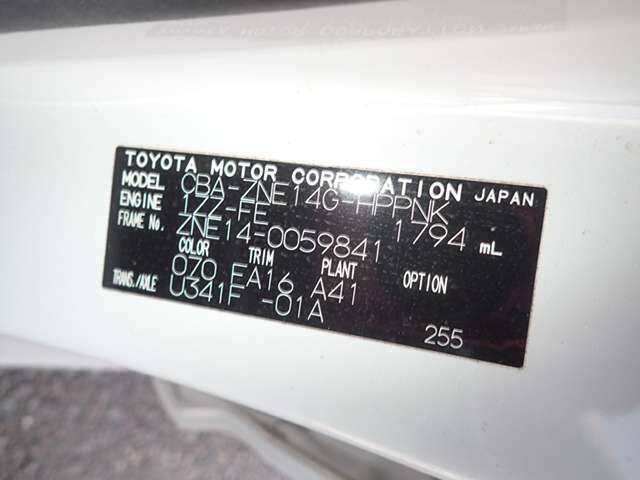 TOYOTA MOTOR CORPORATION JAPAN
MODEL CBA-ZNE14G-HPPNK
ENGINE 1ZZ-FE 1794 mL
FRAME No. ZNE14-0059841
COLOR TRIM PLANT OPTION
070 EA16 A41
TRANS./AXLE U341F -01A
255